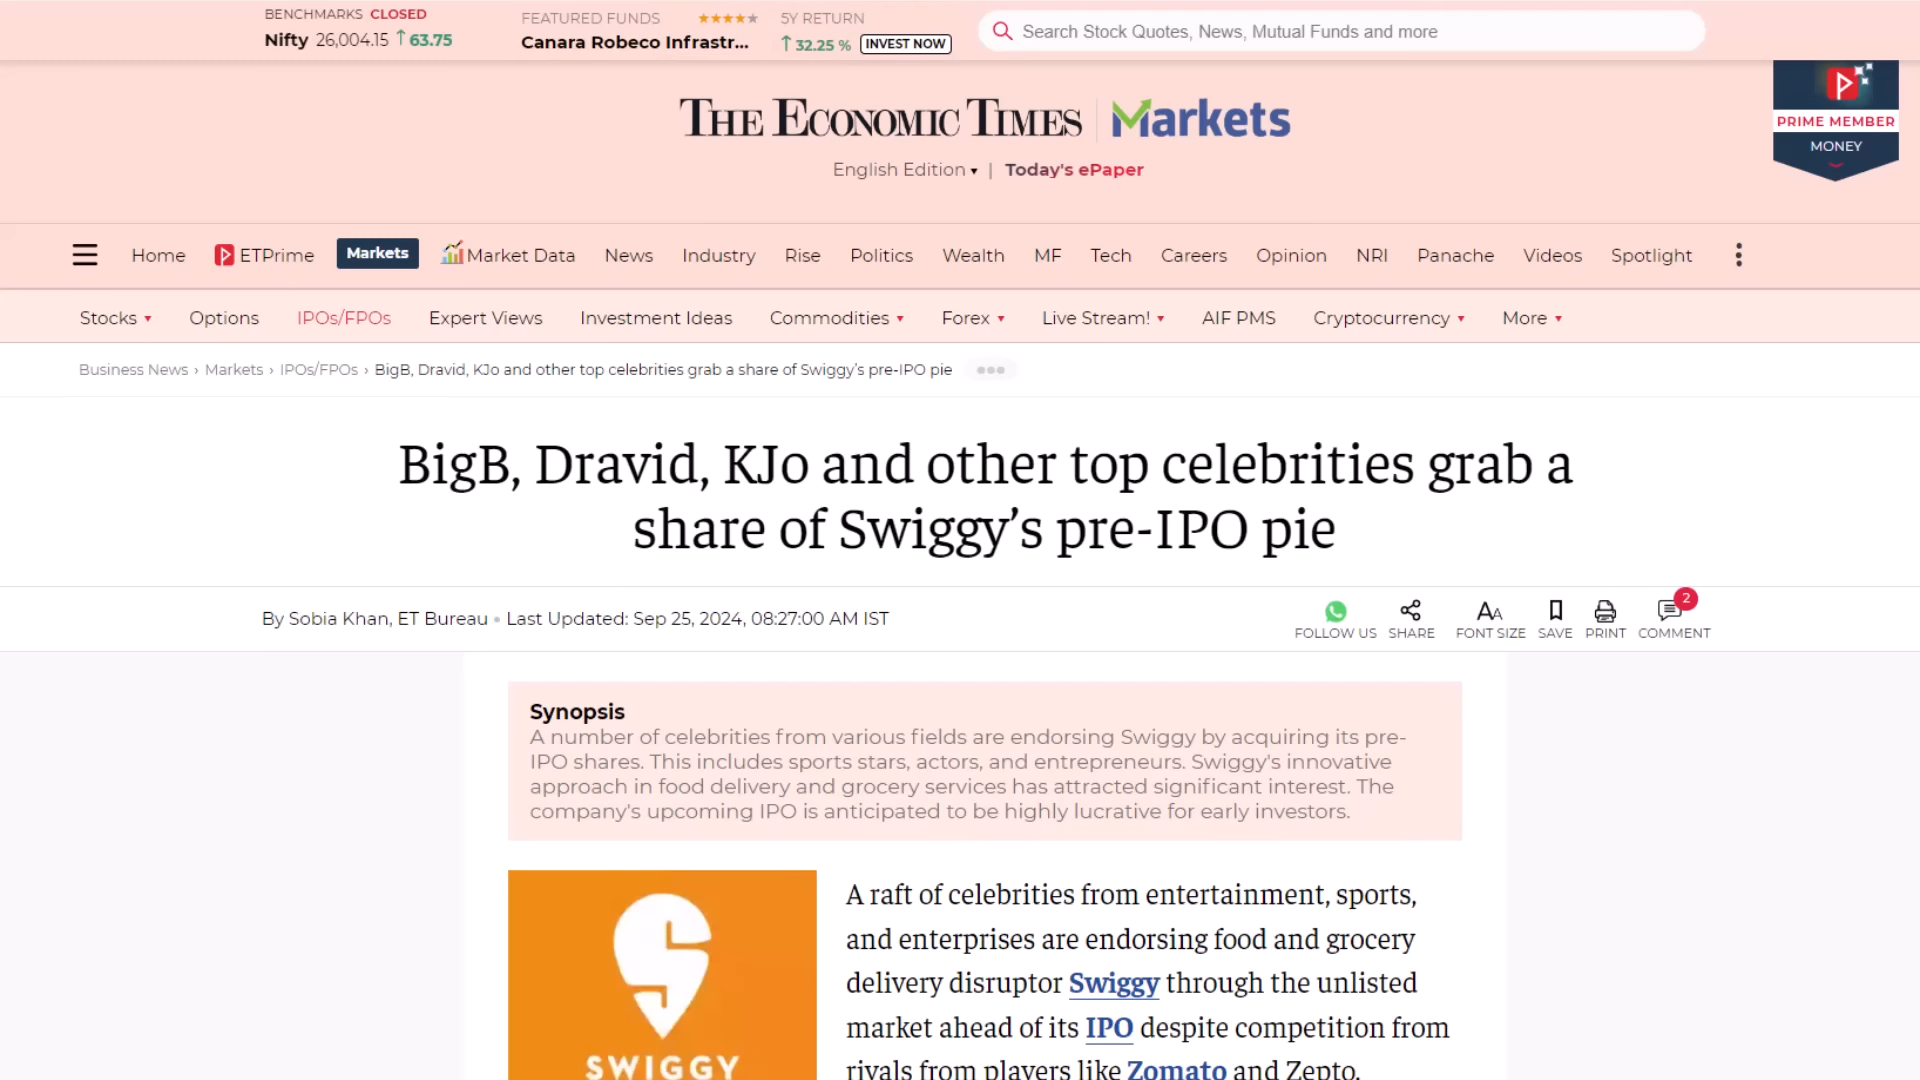 BENCHMARKS CLOSED
Nifty 26,004.15 ↑63.75
FEATURED FUNDS ★★★★★
Canara Robeco Infrastr...
5Y RETURN
↑32.25 % INVEST NOW
Search Stock Quotes, News, Mutual Funds and more
THE ECONOMIC TIMES | Markets
English Edition ▾ | Today's ePaper
PRIME MEMBER
MONEY
Home ETPrime Markets Market Data News Industry Rise Politics Wealth MF Tech Careers Opinion NRI Panache Videos Spotlight
Stocks ▾ Options IPOs/FPOs Expert Views Investment Ideas Commodities ▾ Forex ▾ Live Stream! ▾ AIF PMS Cryptocurrency ▾ More ▾
Business News › Markets › IPOs/FPOs › BigB, Dravid, KJo and other top celebrities grab a share of Swiggy’s pre-IPO pie
BigB, Dravid, KJo and other top celebrities grab a
share of Swiggy’s pre-IPO pie
By Sobia Khan, ET Bureau • Last Updated: Sep 25, 2024, 08:27:00 AM IST
FOLLOW US SHARE FONT SIZE SAVE PRINT COMMENT 2
Synopsis
A number of celebrities from various fields are endorsing Swiggy by acquiring its pre-
IPO shares. This includes sports stars, actors, and entrepreneurs. Swiggy's innovative
approach in food delivery and grocery services has attracted significant interest. The
company's upcoming IPO is anticipated to be highly lucrative for early investors.
SWIGGY
A raft of celebrities from entertainment, sports,
and enterprises are endorsing food and grocery
delivery disruptor Swiggy through the unlisted
market ahead of its IPO despite competition from
rivals from players like Zomato and Zepto.